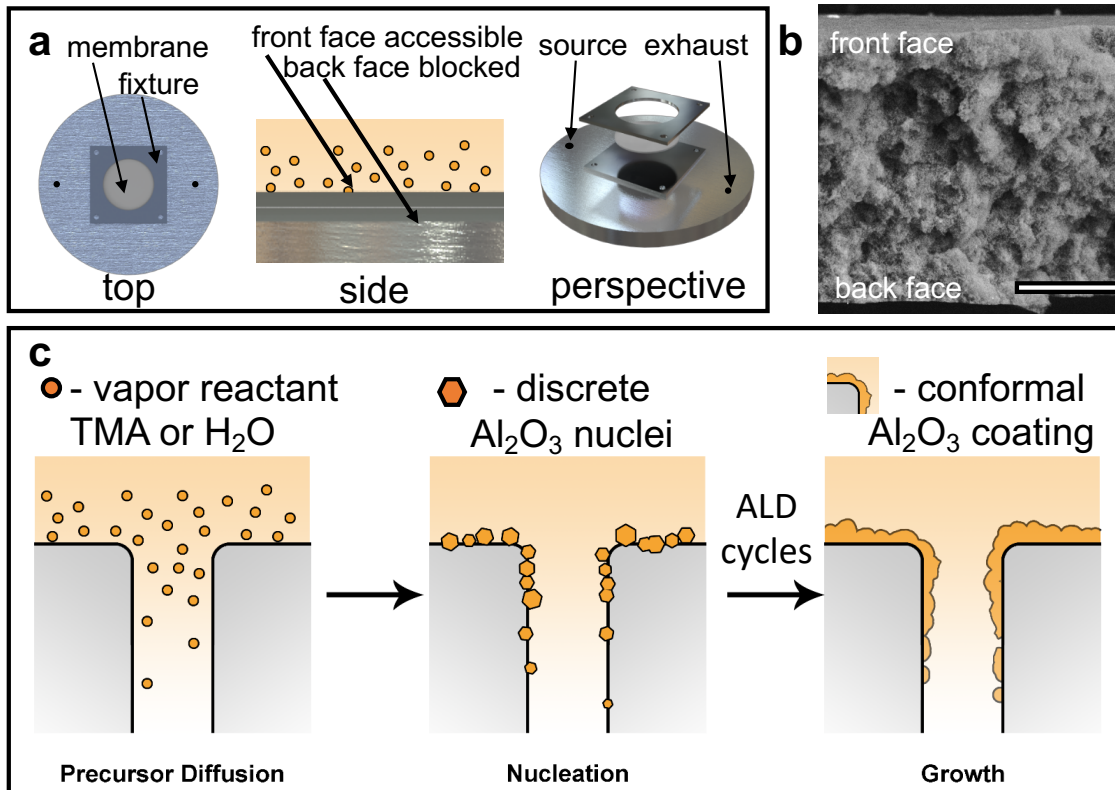 a
membrane
fixture
top
front face accessible
back face blocked
side
source exhaust
perspective
b
front face
back face
c
- vapor reactant
TMA or H₂O
- discrete
Al₂O₃ nuclei
- conformal
Al₂O₃ coating
ALD
cycles
Precursor Diffusion
Nucleation
Growth